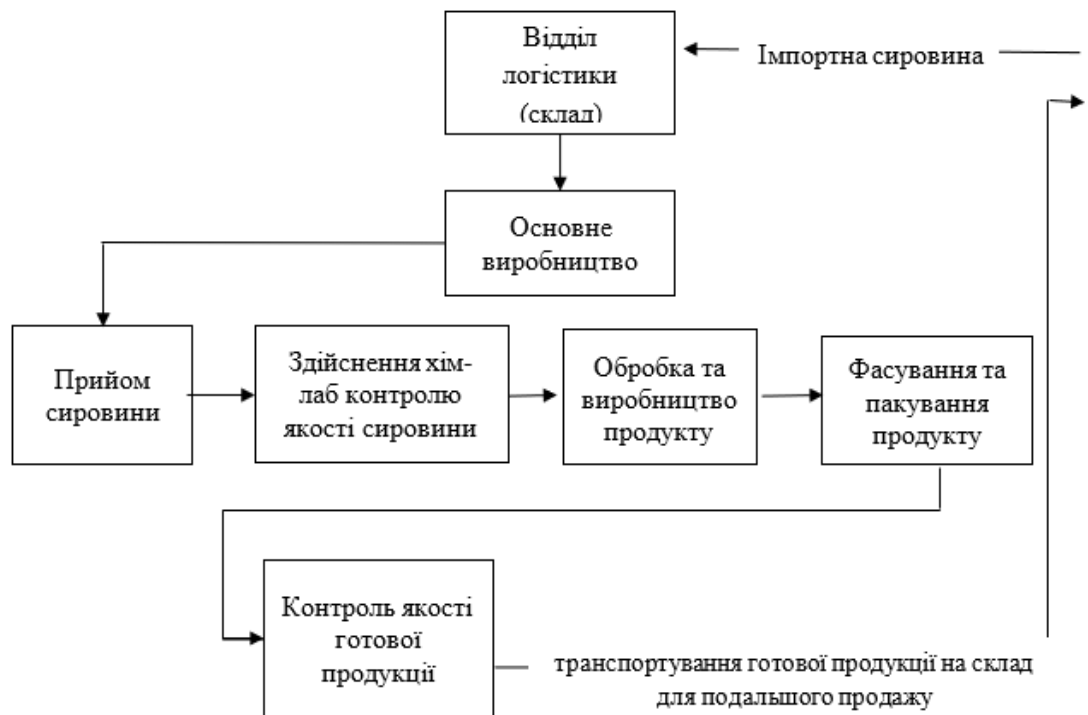 Відділ
логістики
(склад)
Імпортна сировина
Основне
виробництво
Прийом
сировини
Здійснення хім-
лаб контролю
якості сировини
Обробка та
виробництво
продукту
Фасування та
пакування
продукту
Контроль якості
готової
продукції
транспортування готової продукції на склад
для подальшого продажу